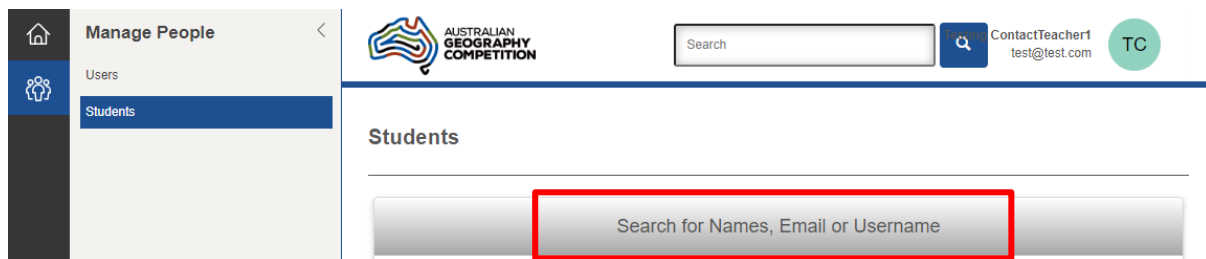 Manage People
Users
Students
AUSTRALIAN
GEOGRAPHY
COMPETITION
Search
Testing ContactTeacher1
test@test.com
TC
Students
Search for Names, Email or Username